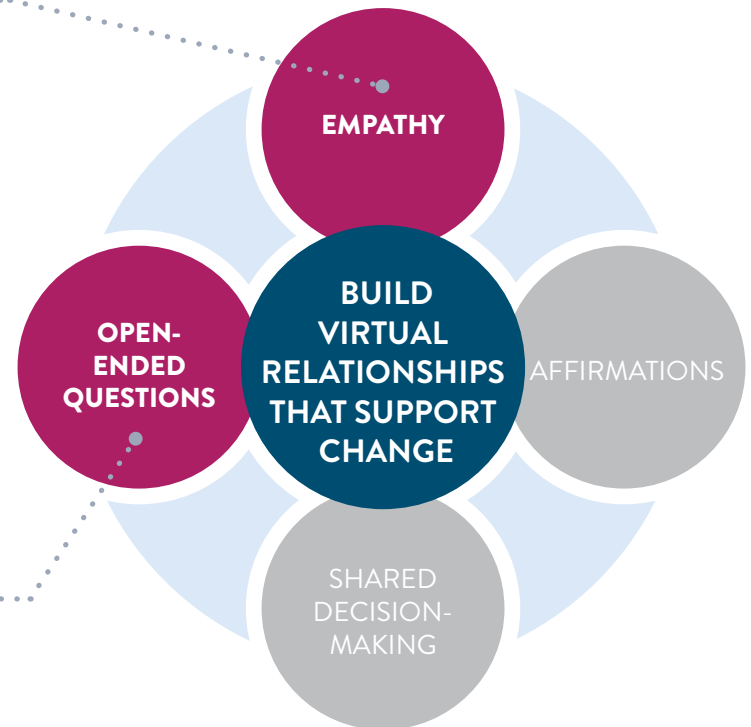 EMPATHY
OPEN-
ENDED
QUESTIONS
BUILD
VIRTUAL
RELATIONSHIPS
THAT SUPPORT
CHANGE
AFFIRMATIONS
SHARED
DECISION-
MAKING